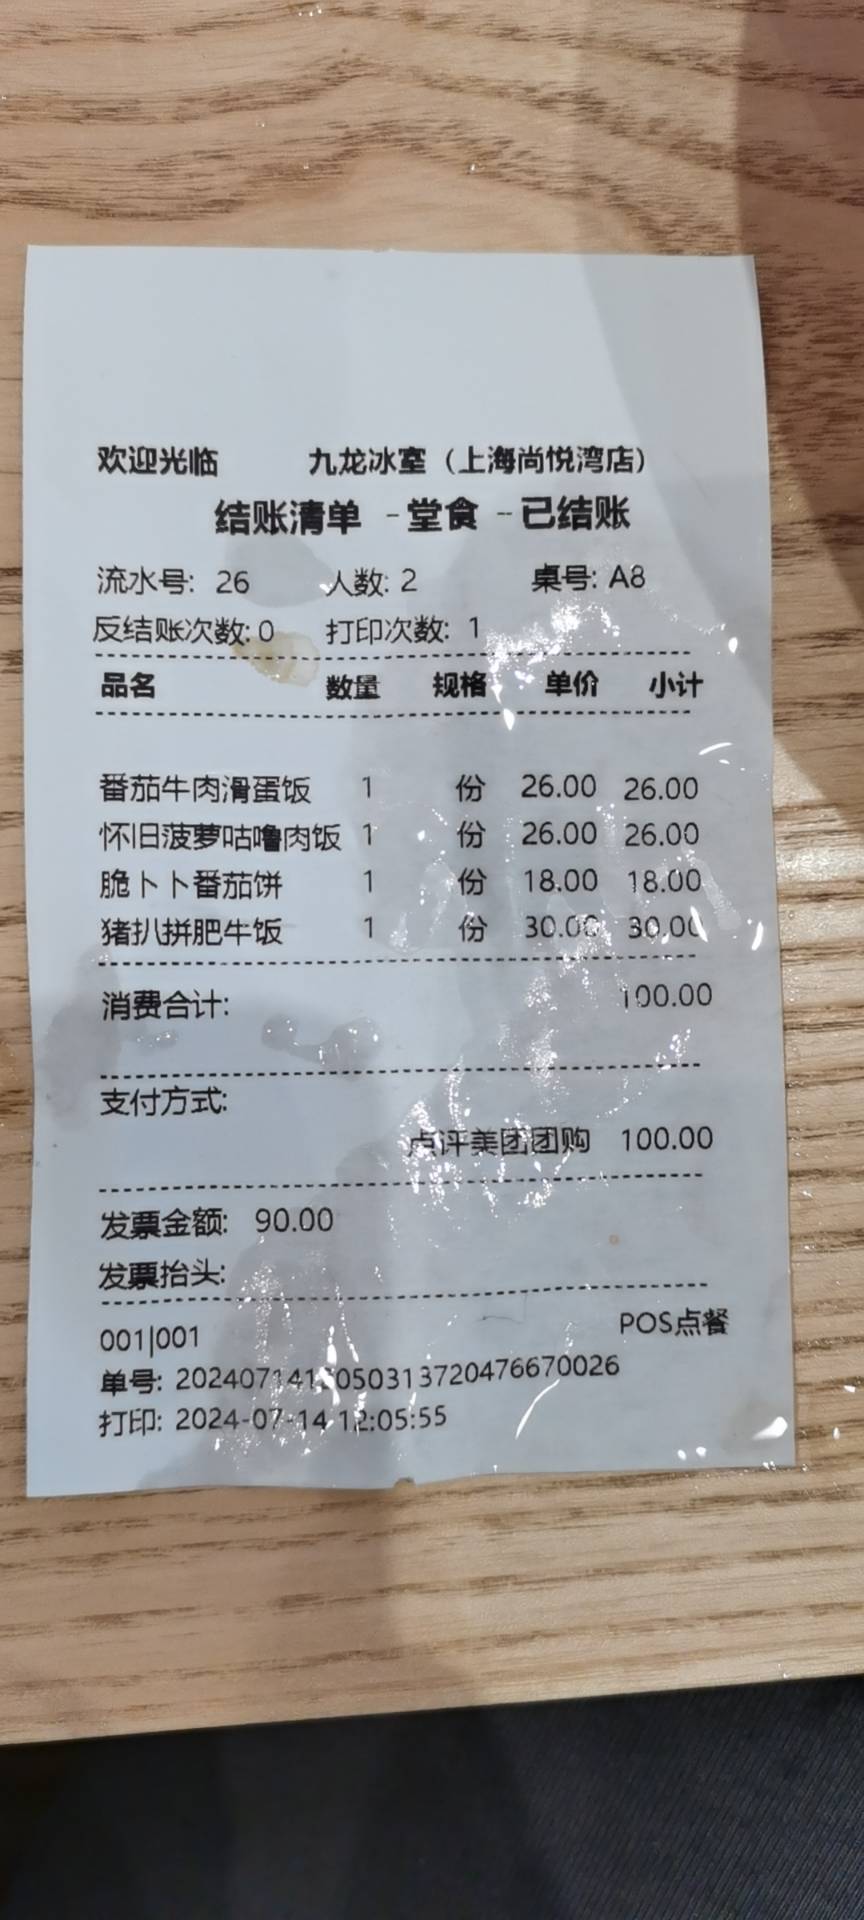 欢迎光临 九龙冰室（上海尚悦湾店）
结账清单 -堂食 -已结账
流水号: 26 人数: 2 桌号: A8
反结账次数: 0 打印次数: 1
品名 数量 规格 单价 小计
番茄牛肉滑蛋饭 1 份 26.00 26.00
怀旧菠萝咕噜肉饭 1 份 26.00 26.00
脆卜卜番茄饼 1 份 18.00 18.00
猪扒拼肥牛饭 1 份 30.00 30.00
消费合计: 100.00
支付方式:
点评美团团购 100.00
发票金额: 90.00
发票抬头:
001|001 POS点餐
单号:
打印: 2024-07-14 12:05:55